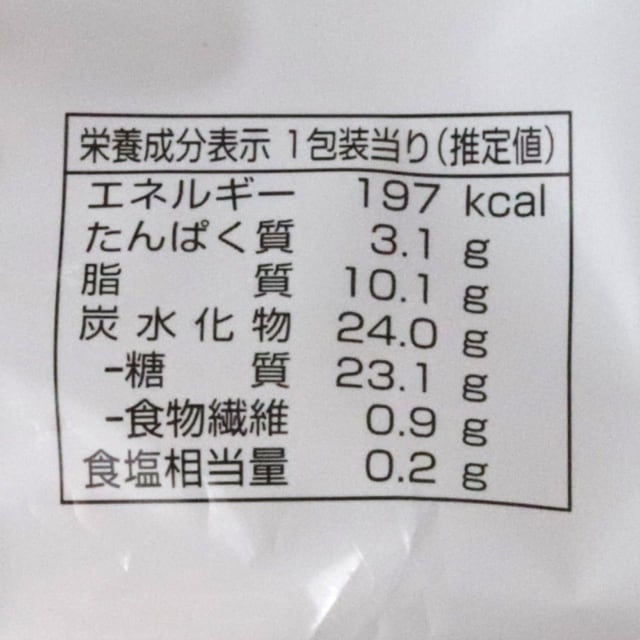 栄養成分表示 1包装当り(推定値)
エネルギー 197 kcal
たんぱく質 3.1 g
脂質 10.1 g
炭水化物 24.0 g
-糖質 23.1 g
-食物繊維 0.9 g
食塩相当量 0.2 g